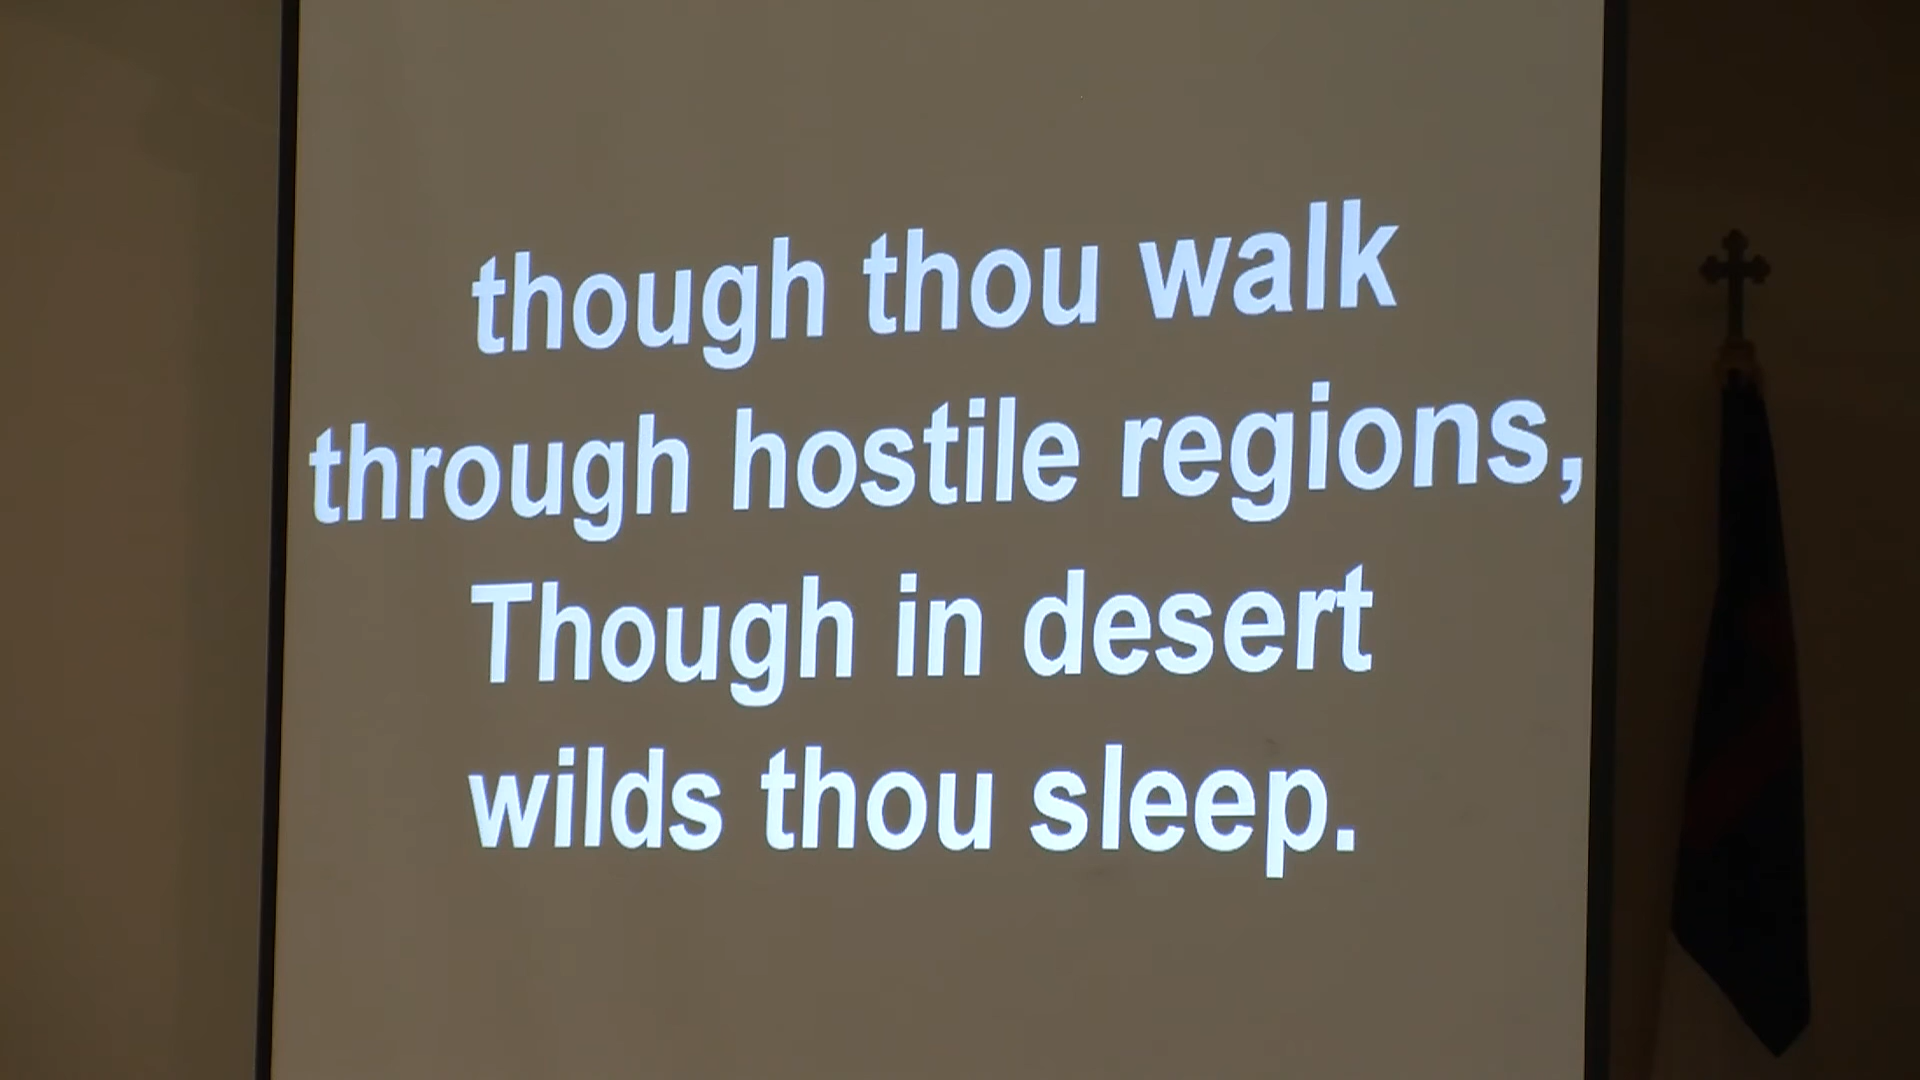 though thou walk
through hostile regions,
Though in desert
wilds thou sleep.